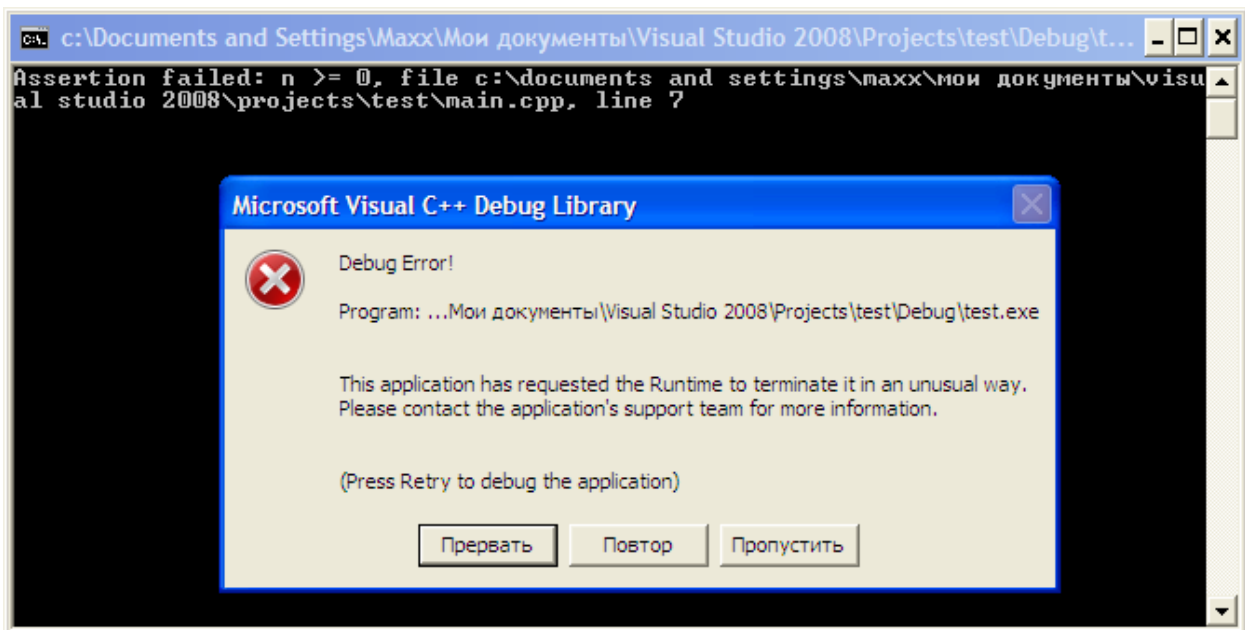 c:\Documents and Settings\Maxx\Мои документы\Visual Studio 2008\Projects\test\Debug\t...
Assertion failed: n >= 0, file c:\documents and settings\maxx\мои документы\visu
al studio 2008\projects\test\main.cpp, line 7
Microsoft Visual C++ Debug Library
Debug Error!
Program: ...Мои документы\Visual Studio 2008\Projects\test\Debug\test.exe
This application has requested the Runtime to terminate it in an unusual way.
Please contact the application's support team for more information.
(Press Retry to debug the application)
Прервать Повтор Пропустить